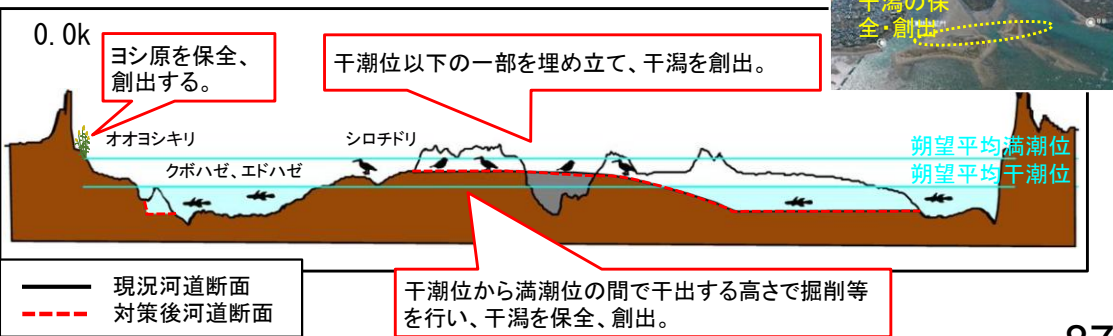 干潟の保
全・創出
0.0k
ヨシ原を保全、
創出する。
干潮位以下の一部を埋め立て、干潟を創出。
オオヨシキリ
シロチドリ
朔望平均満潮位
クボハゼ、エドハゼ
朔望平均干潮位
現況河道断面
対策後河道断面
干潮位から満潮位の間で干出する高さで掘削等
を行い、干潟を保全、創出。